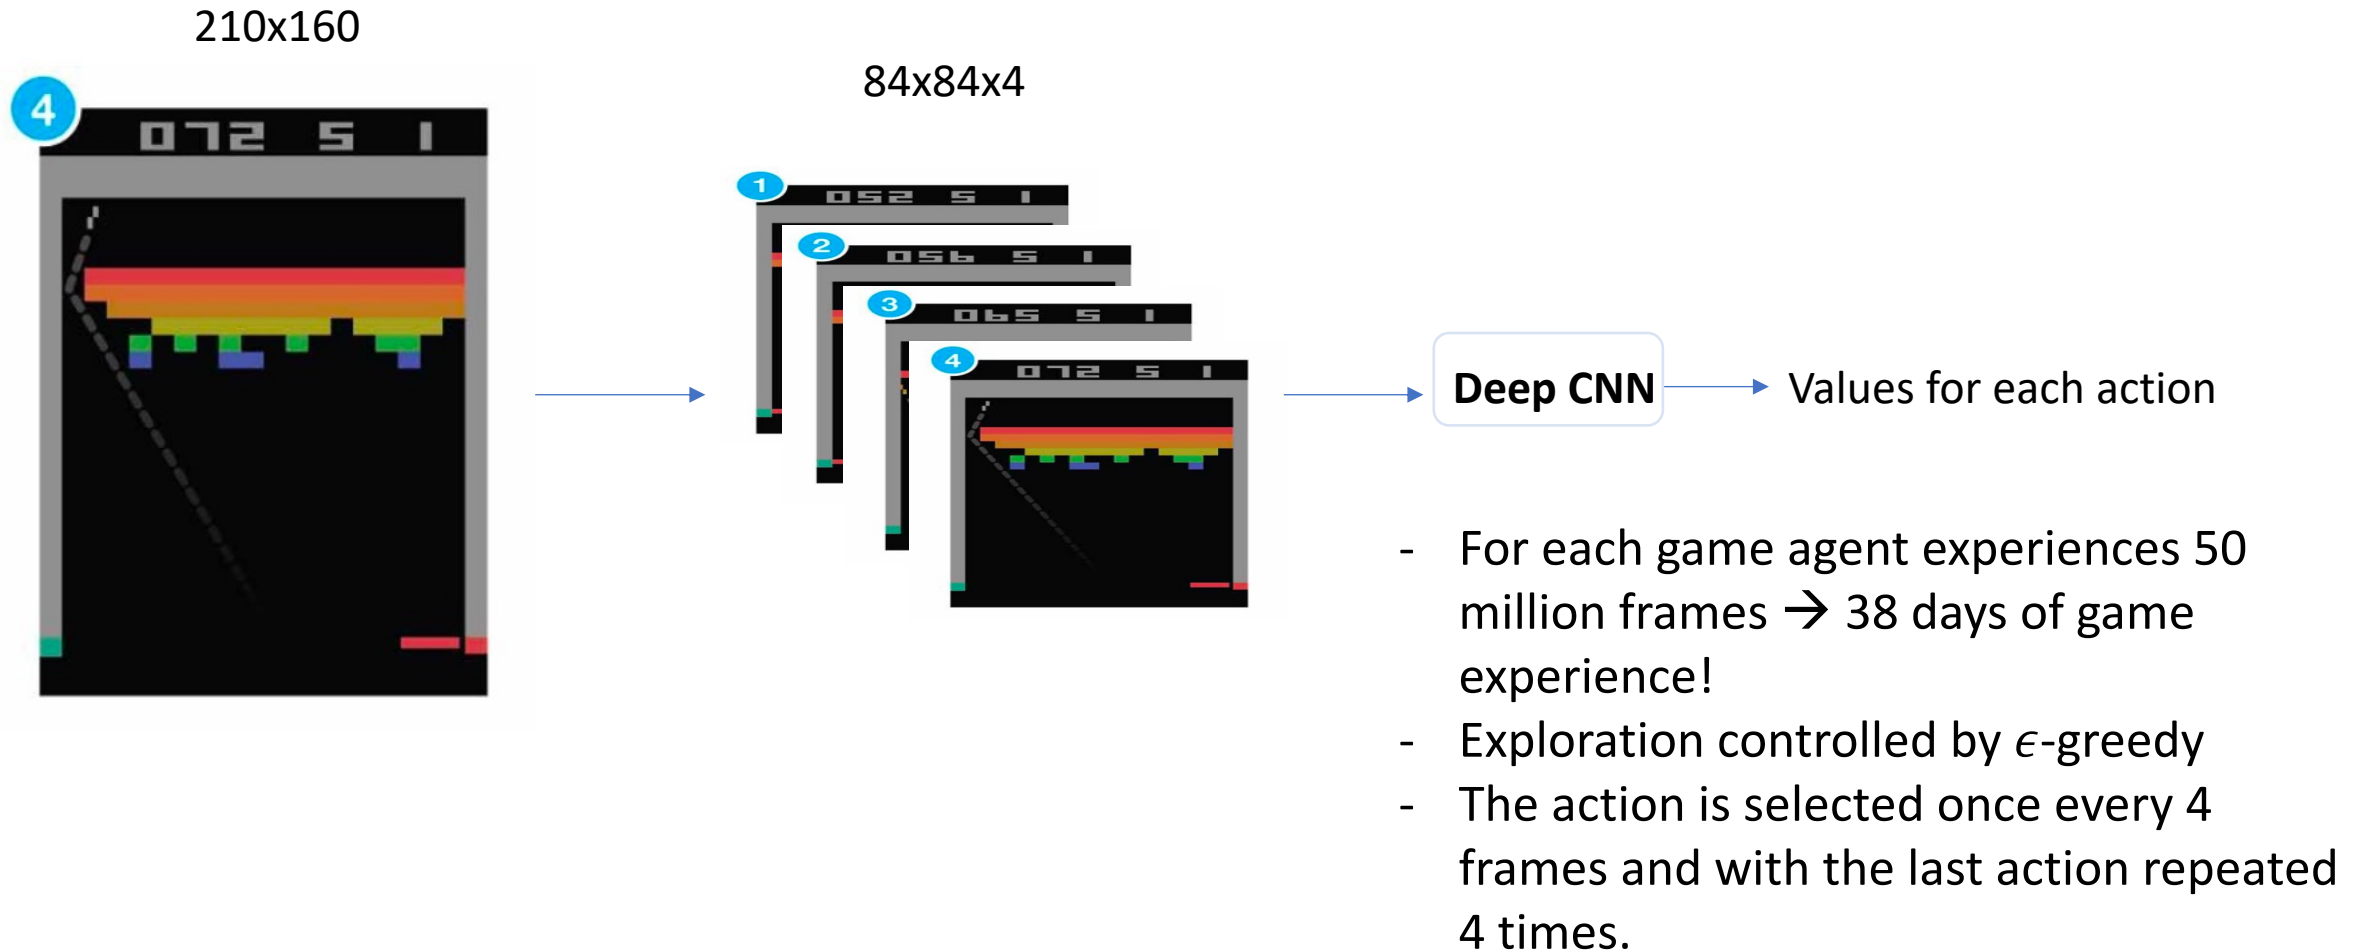 210x160
4
072 5 1
84x84x4
1
052 5 1
2
056 5 1
3
065 5 1
4
072 5 1
Deep CNN
Values for each action
- For each game agent experiences 50
million frames → 38 days of game
experience!
- Exploration controlled by ϵ-greedy
- The action is selected once every 4
frames and with the last action repeated
4 times.